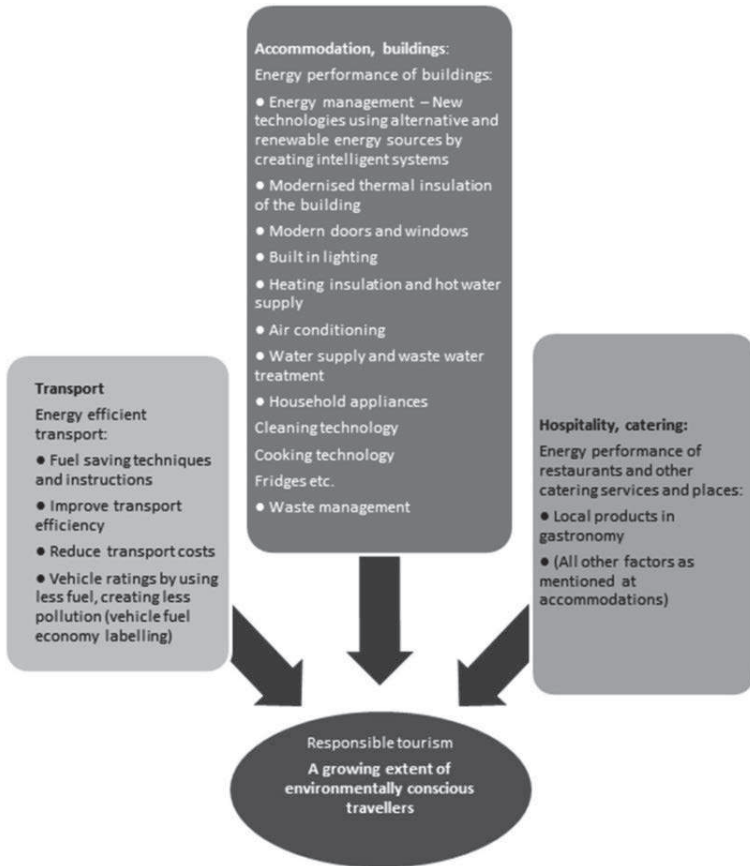 Accommodation, buildings:
Energy performance of buildings:
● Energy management – New
technologies using alternative and
renewable energy sources by
creating intelligent systems
● Modernised thermal insulation
of the building
● Modern doors and windows
● Built in lighting
● Heating insulation and hot water
supply
● Air conditioning
● Water supply and waste water
treatment
● Household appliances
Cleaning technology
Cooking technology
Fridges etc.
● Waste management
Transport
Energy efficient
transport:
● Fuel saving techniques
and instructions
● Improve transport
efficiency
● Reduce transport costs
● Vehicle ratings by using
less fuel, creating less
pollution (vehicle fuel
economy labelling)
Hospitality, catering:
Energy performance of
restaurants and other
catering services and places:
● Local products in
gastronomy
● (All other factors as
mentioned at
accommodations)
Responsible tourism
A growing extent of
environmentally conscious
travellers